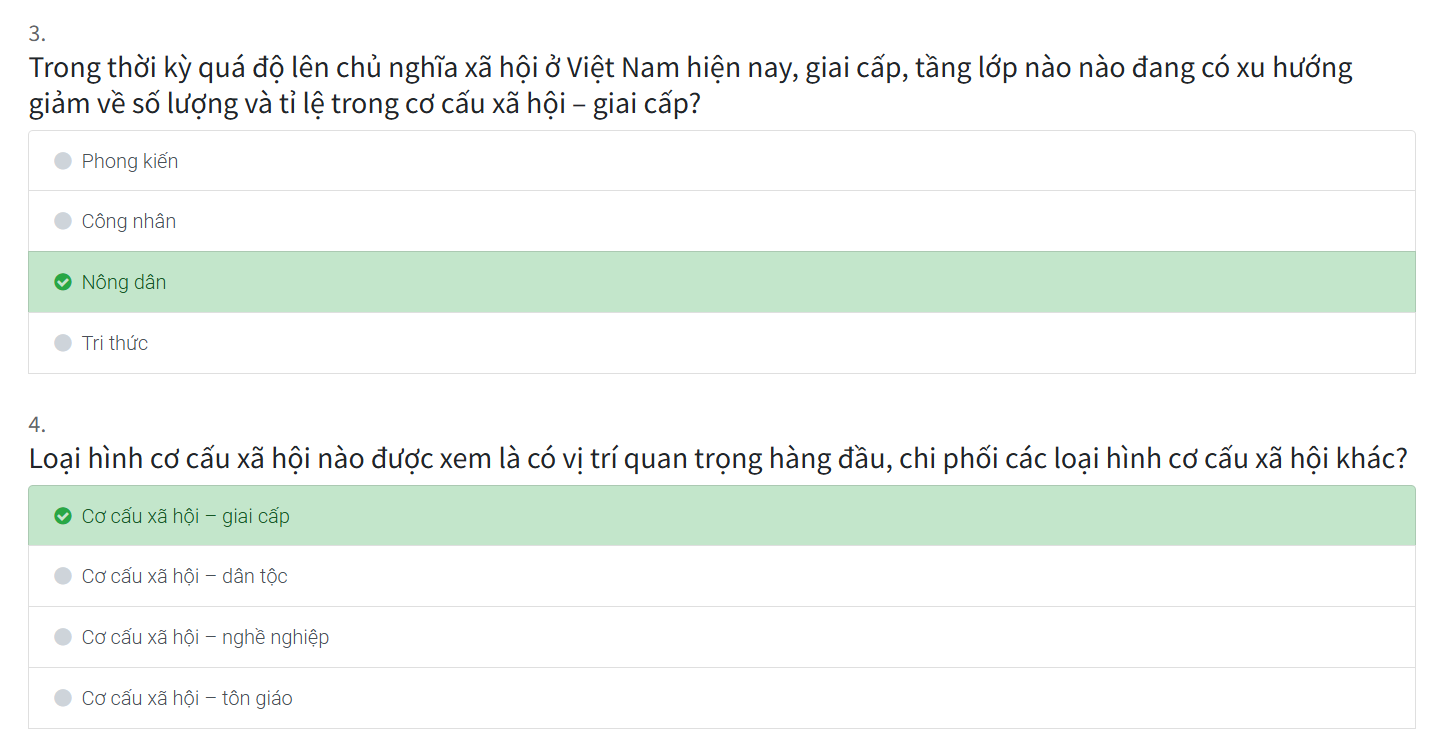 3.
Trong thời kỳ quá độ lên chủ nghĩa xã hội ở Việt Nam hiện nay, giai cấp, tầng lớp nào nào đang có xu hướng
giảm về số lượng và tỉ lệ trong cơ cấu xã hội – giai cấp?
Phong kiến
Công nhân
Nông dân
Tri thức
4.
Loại hình cơ cấu xã hội nào được xem là có vị trí quan trọng hàng đầu, chi phối các loại hình cơ cấu xã hội khác?
Cơ cấu xã hội – giai cấp
Cơ cấu xã hội – dân tộc
Cơ cấu xã hội – nghề nghiệp
Cơ cấu xã hội – tôn giáo